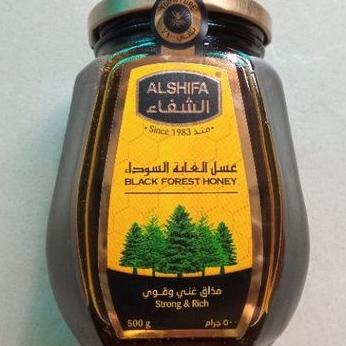 ALSHIFA
الشفاء
• Since 1983 منذ •
عسل الغابة السوداء
BLACK FOREST HONEY
مذاق غني وقوي
Strong & Rich
500 g ٥٠٠ جرام